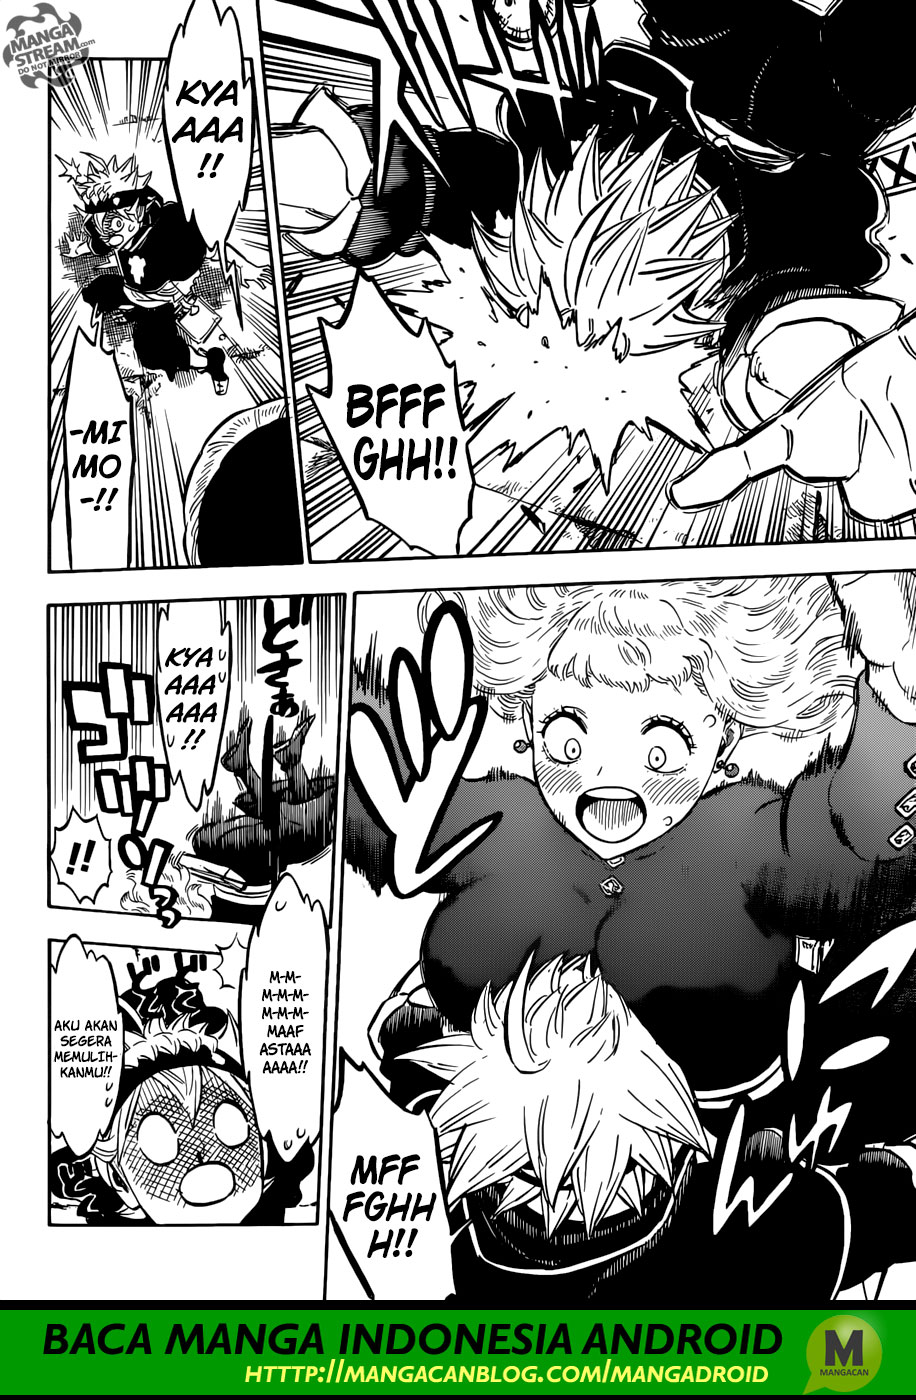 MANGA
STREAM.com
DO NOT MIRROR
BFFF
GHH!!
KYA
AAA
!!
-MI
MO
-!!
MFF
FGHH
H!!
KYA
AAA
AAA
!!
!!
M-M-
M-M-M-
M-M-M-
MAAF
ASTAAA
AAAA!!
AKU AKAN
SEGERA
MEMULIH-
KANMU!!
BACA MANGA INDONESIA ANDROID
HTTTP://MANGACANBLOG.COM/MANGADROID
M
MANGACAN